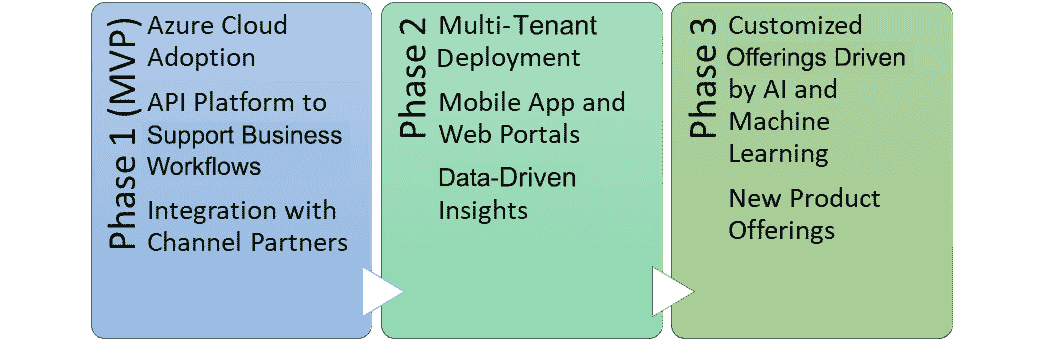 Phase 1 (MVP)
Azure Cloud
Adoption
API Platform to
Support Business
Workflows
Integration with
Channel Partners
Phase 2
Multi-Tenant
Deployment
Mobile App and
Web Portals
Data-Driven
Insights
Phase 3
Customized
Offerings Driven
by AI and
Machine
Learning
New Product
Offerings